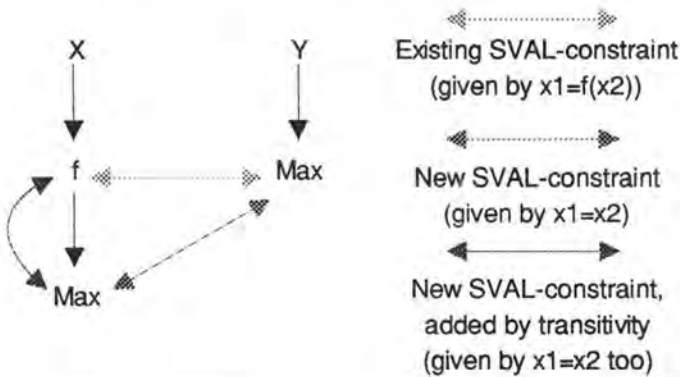 X
Y
f
Max
Max
Existing SVAL-constraint
(given by x1=f(x2))
New SVAL-constraint
(given by x1=x2)
New SVAL-constraint,
added by transitivity
(given by x1=x2 too)